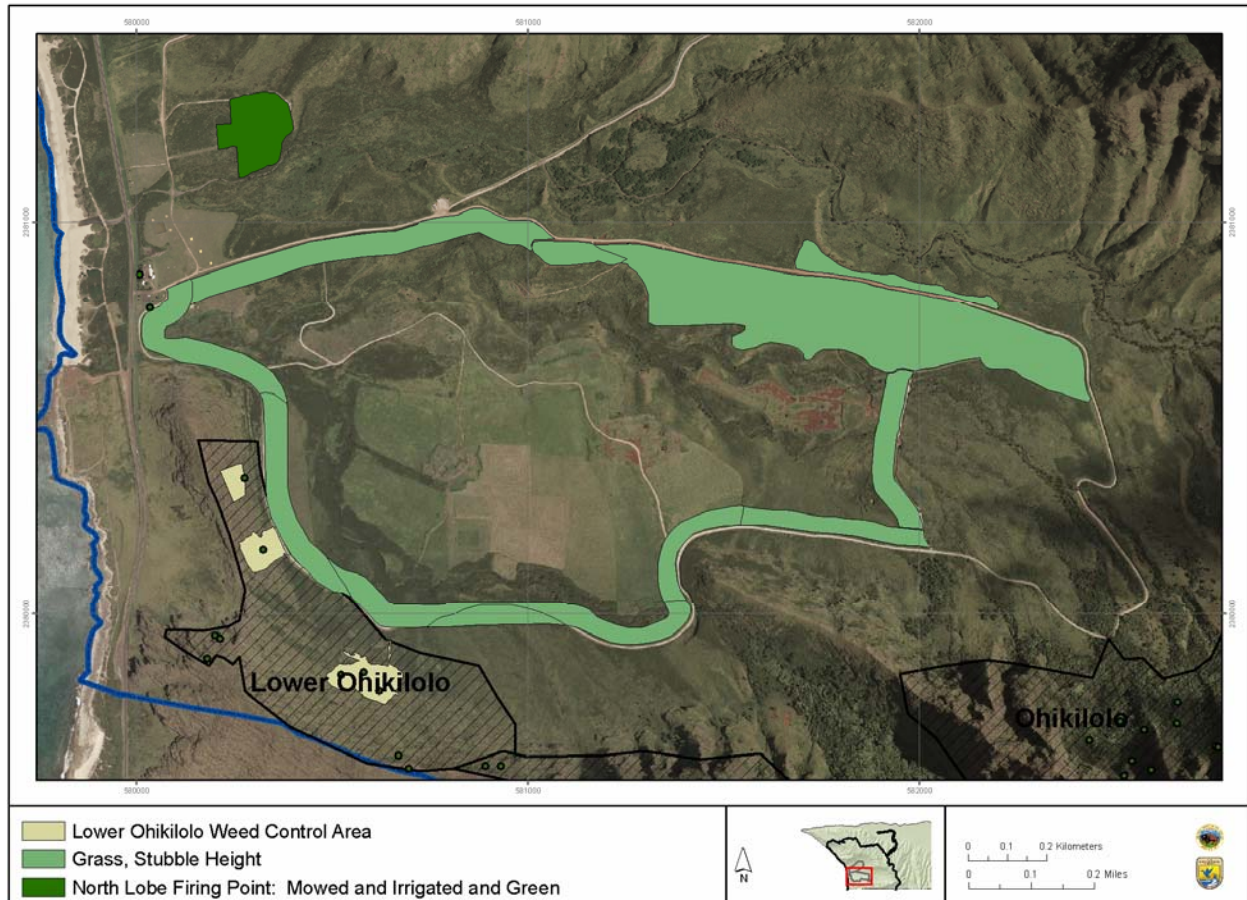 580000 581000 582000
2381000 2381000
2380000 2380000
Lower Ohikilolo
Ohikilolo
580000 581000 582000
Lower Ohikilolo Weed Control Area
Grass, Stubble Height
North Lobe Firing Point: Mowed and Irrigated and Green
N
0 0.1 0.2 Kilometers
0 0.1 0.2 Miles